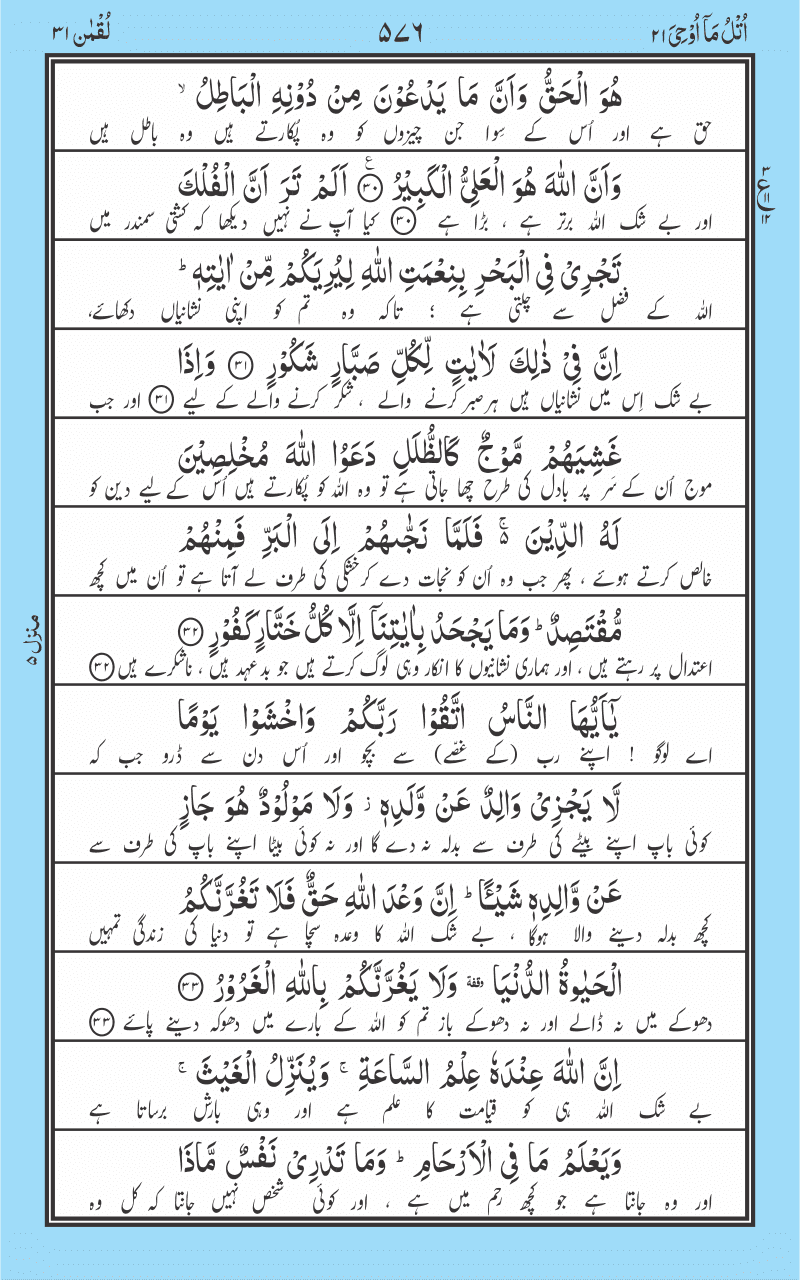 اُتْلُ مَآ اُوْحِیَ ۲۱
۵۷۶
لُقْمٰن ۳۱
هُوَ الْحَقُّ وَاَنَّ مَا یَدْعُوْنَ مِنْ دُوْنِهِ الْبَاطِلُ ۙ
حق ہے اور اُس کے سِوا جن چیزوں کو وہ پُکارتے ہیں وہ باطل ہیں
وَاَنَّ اللّٰهَ هُوَ الْعَلِیُّ الْكَبِیْرُ ۳۰ ع اَلَمْ تَرَ اَنَّ الْفُلْكَ
اور بے شک اللہ برتر ہے ، بڑا ہے ۳۰ کیا آپ نے نہیں دیکھا کہ کشتی سمندر میں
۳
ع ۱۱
۱۲
تَجْرِیْ فِی الْبَحْرِ بِنِعْمَتِ اللّٰهِ لِیُرِیَكُمْ مِّنْ اٰیٰتِهٖ ؕ
اللہ کے فضل سے چلتی ہے ؛ تاکہ وہ تم کو اپنی نشانیاں دکھائے،
اِنَّ فِیْ ذٰلِكَ لَاٰیٰتٍ لِّكُلِّ صَبَّارٍ شَكُوْرٍ ۳۱ وَاِذَا
بے شک اِس میں نشانیاں ہیں ہر صبر کرنے والے ، شکر کرنے والے کے لیے ۳۱ اور جب
غَشِیَهُمْ مَّوْجٌ كَالظُّلَلِ دَعَوُا اللّٰهَ مُخْلِصِیْنَ
موج اُن کے سَر پر بادل کی طرح چھا جاتی ہے تو وہ اللہ کو پُکارتے ہیں اُس کے لیے دین کو
لَهُ الدِّیْنَ ۵ۚ فَلَمَّا نَجّٰىهُمْ اِلَی الْبَرِّ فَمِنْهُمْ
خالص کرتے ہوئے ، پھر جب وہ اُن کو نجات دے کر خشکی کی طرف لے آتا ہے تو اُن میں کچھ
مُّقْتَصِدٌ ؕ وَمَا یَجْحَدُ بِاٰیٰتِنَاۤ اِلَّا كُلُّ خَتَّارٍ كَفُوْرٍ ۳۲
اعتدال پر رہتے ہیں ، اور ہماری نشانیوں کا انکار وہی لوگ کرتے ہیں جو بدعہد ہیں ، ناشکرے ہیں ۳۲
منزل ۵
یٰۤاَیُّهَا النَّاسُ اتَّقُوْا رَبَّكُمْ وَاخْشَوْا یَوْمًا
اے لوگو ! اپنے رب (کے غصّے) سے بچو اور اُس دن سے ڈرو جب کہ
لَّا یَجْزِیْ وَالِدٌ عَنْ وَّلَدِهٖ ؗ وَلَا مَوْلُوْدٌ هُوَ جَازٍ
کوئی باپ اپنے بیٹے کی طرف سے بدلہ نہ دے گا اور نہ کوئی بیٹا اپنے باپ کی طرف سے
عَنْ وَّالِدِهٖ شَیْـًٔا ؕ اِنَّ وَعْدَ اللّٰهِ حَقٌّ فَلَا تَغُرَّنَّكُمُ
کچھ بدلہ دینے والا ہوگا ، بے شک اللہ کا وعدہ سچّا ہے تو دنیا کی زندگی تمہیں
الْحَیٰوةُ الدُّنْیَا ۥقفة وَلَا یَغُرَّنَّكُمْ بِاللّٰهِ الْغَرُوْرُ ۳۳
دھوکے میں نہ ڈالے اور نہ دھوکے باز تم کو اللہ کے بارے میں دھوکہ دینے پائے ۳۳
اِنَّ اللّٰهَ عِنْدَهٗ عِلْمُ السَّاعَةِ ۚ وَیُنَزِّلُ الْغَیْثَ ۚ
بے شک اللہ ہی کو قیامت کا علم ہے اور وہی بارش برساتا ہے
وَیَعْلَمُ مَا فِی الْاَرْحَامِ ؕ وَمَا تَدْرِیْ نَفْسٌ مَّاذَا
اور وہ جانتا ہے جو کچھ رحم میں ہے ، اور کوئی شخص نہیں جانتا کہ کل وہ